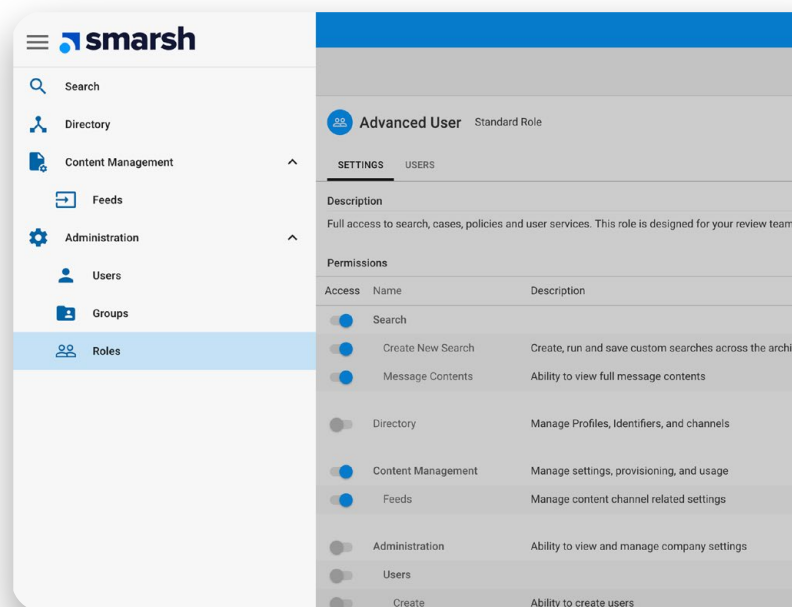 smarsh
Search
Directory
Content Management
Feeds
Administration
Users
Groups
Roles
Advanced User Standard Role
SETTINGS USERS
Description
Full access to search, cases, policies and user services. This role is designed for your review team
Permissions
Access Name Description
Search
Create New Search Create, run and save custom searches across the archi
Message Contents Ability to view full message contents
Directory Manage Profiles, Identifiers, and channels
Content Management Manage settings, provisioning, and usage
Feeds Manage content channel related settings
Administration Ability to view and manage company settings
Users
Create Ability to create users